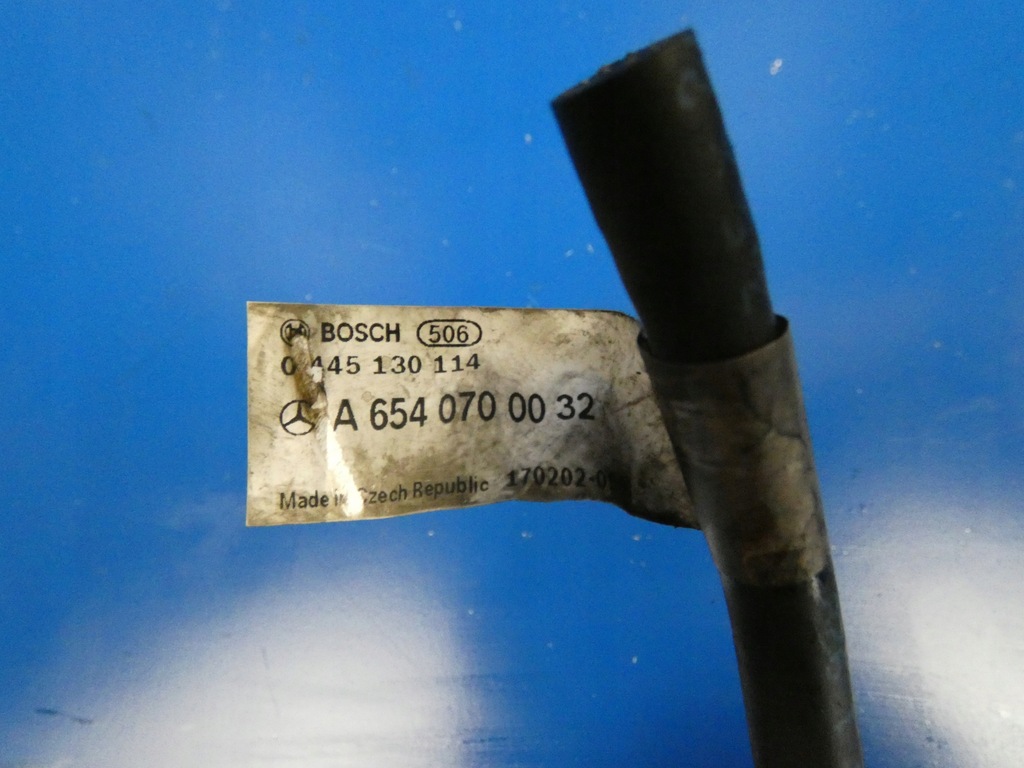 BOSCH 506
0 445 130 114
A 654 070 00 32
Made in Czech Republic 170202-0